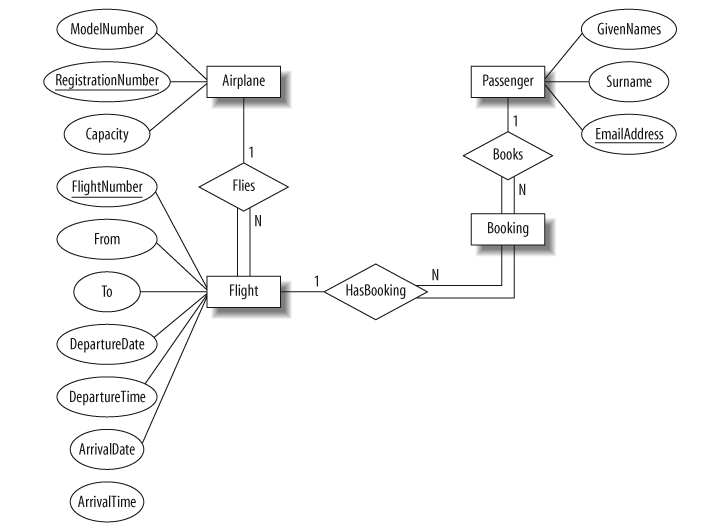 ModelNumber
GivenNames
RegistrationNumber
Airplane
Passenger
Surname
Capacity
EmailAddress
1
1
Books
FlightNumber
Flies
N
N
From
Booking
To
Flight
1
HasBooking
N
DepartureDate
DepartureTime
ArrivalDate
ArrivalTime